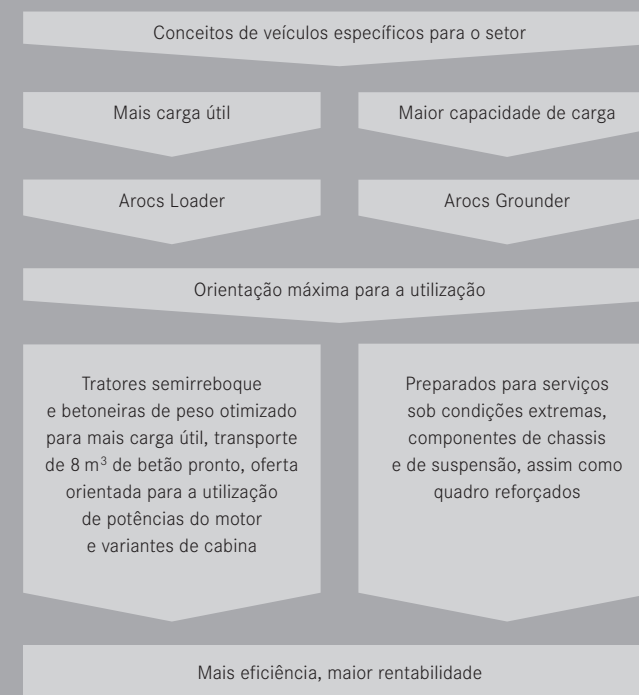 Conceitos de veículos específicos para o setor
Mais carga útil
Maior capacidade de carga
Arocs Loader
Arocs Grounder
Orientação máxima para a utilização
Tratores semirreboque
e betoneiras de peso otimizado
para mais carga útil, transporte
de 8 m³ de betão pronto, oferta
orientada para a utilização
de potências do motor
e variantes de cabina
Preparados para serviços
sob condições extremas,
componentes de chassis
e de suspensão, assim como
quadro reforçados
Mais eficiência, maior rentabilidade